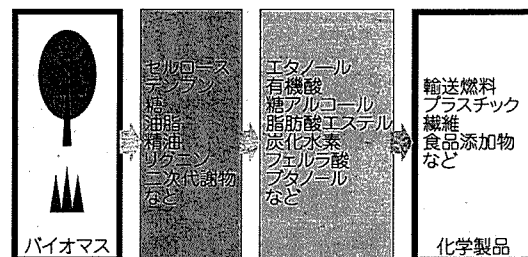 バイオマス
セルロース
デンプン
糖
油脂
精油
リグニン
二次代謝物
など
エタノール
有機酸
糖アルコール
脂肪酸エステル
炭化水素
フェルラ酸
ブタノール
など
輸送燃料
プラスチック
繊維
食品添加物
など
化学製品